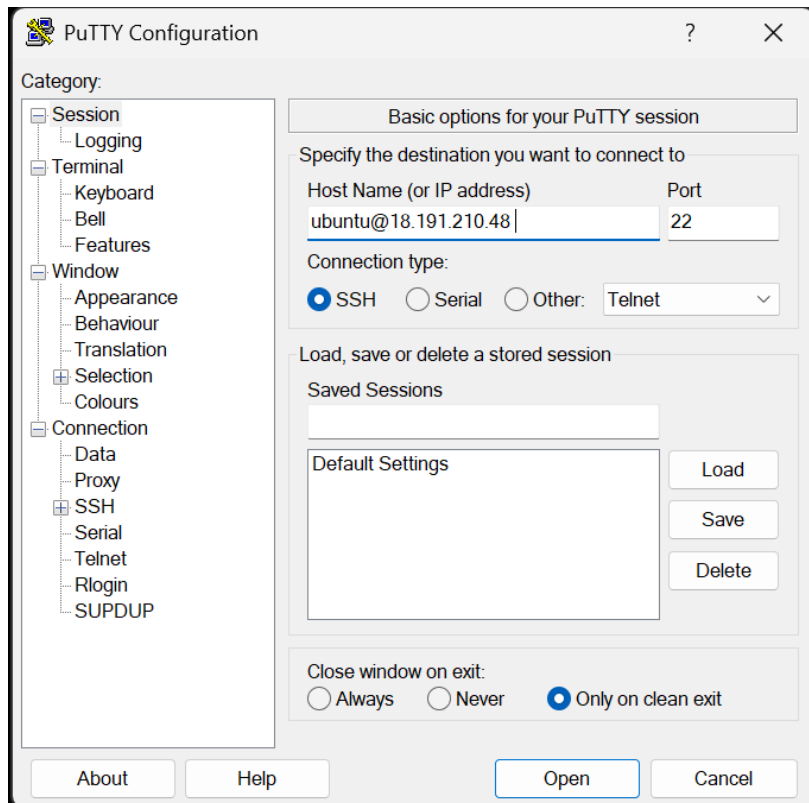 PuTTY Configuration
?
Category:
Session
Logging
Terminal
Keyboard
Bell
Features
Window
Appearance
Behaviour
Translation
Selection
Colours
Connection
Data
Proxy
SSH
Serial
Telnet
Rlogin
SUPDUP
Basic options for your PuTTY session
Specify the destination you want to connect to
Host Name (or IP address) Port
ubuntu@18.191.210.48 22
Connection type:
SSH Serial Other: Telnet
Load, save or delete a stored session
Saved Sessions
Default Settings
Load
Save
Delete
Close window on exit:
Always Never Only on clean exit
About Help Open Cancel